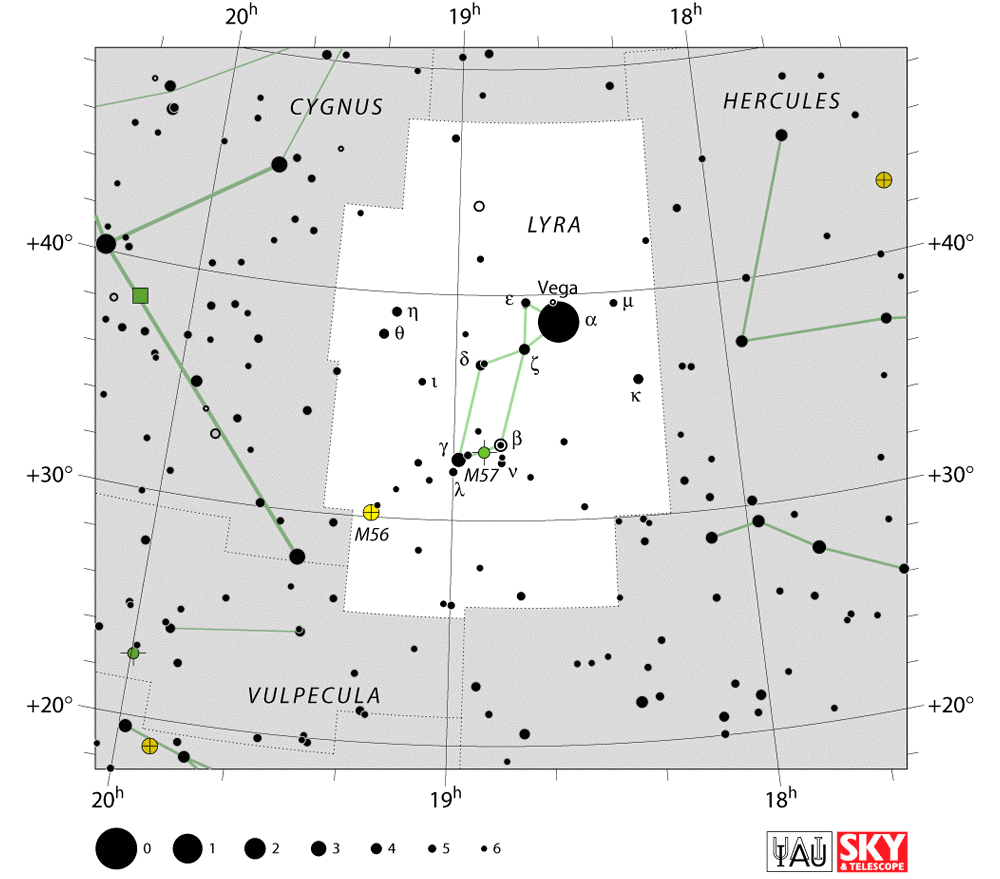 20h 19h 18h
CYGNUS
HERCULES
LYRA
+40° +40°
Vega
ε α μ
η
θ
δ ζ
ι κ
γ β
M57 ν
λ
+30° +30°
M56
VULPECULA
+20° +20°
20h 19h 18h
0 1 2 3 4 5 6
IAU
SKY
& TELESCOPE